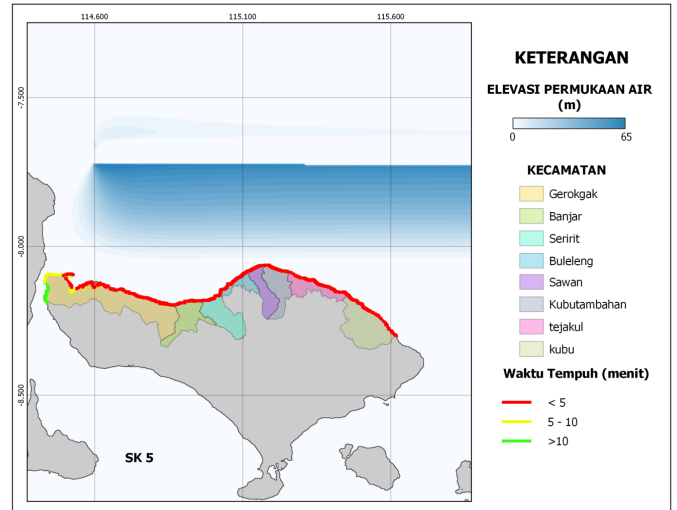 114.600 115.100 115.600
-7.500
-8.000
-8.500
SK 5
KETERANGAN
ELEVASI PERMUKAAN AIR
(m)
0 65
KECAMATAN
Gerokgak
Banjar
Seririt
Buleleng
Sawan
Kubutambahan
tejakul
kubu
Waktu Tempuh (menit)
< 5
5 - 10
>10